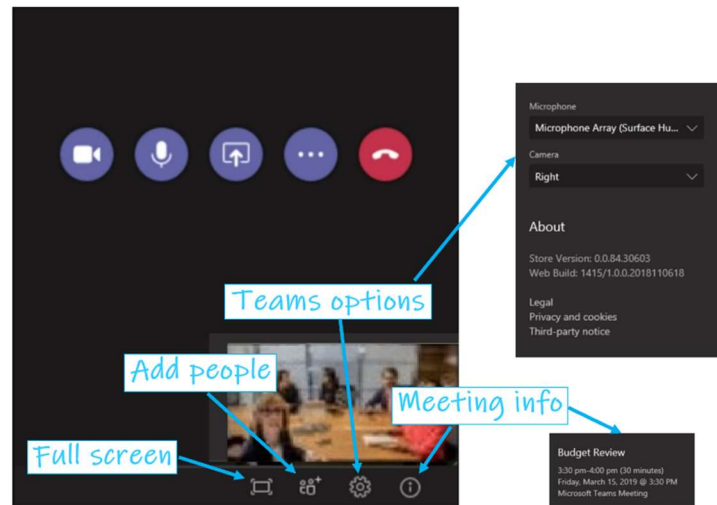 Microphone
Microphone Array (Surface Hu...
Camera
Right
About
Store Version: 0.0.84.30603
Web Build: 1415/1.0.0.2018110618
Legal
Privacy and cookies
Third-party notice
Teams options
Add people
Meeting info
Full screen
Budget Review
3:30 pm-4:00 pm (30 minutes)
Friday, March 15, 2019 @ 3:30 PM
Microsoft Teams Meeting